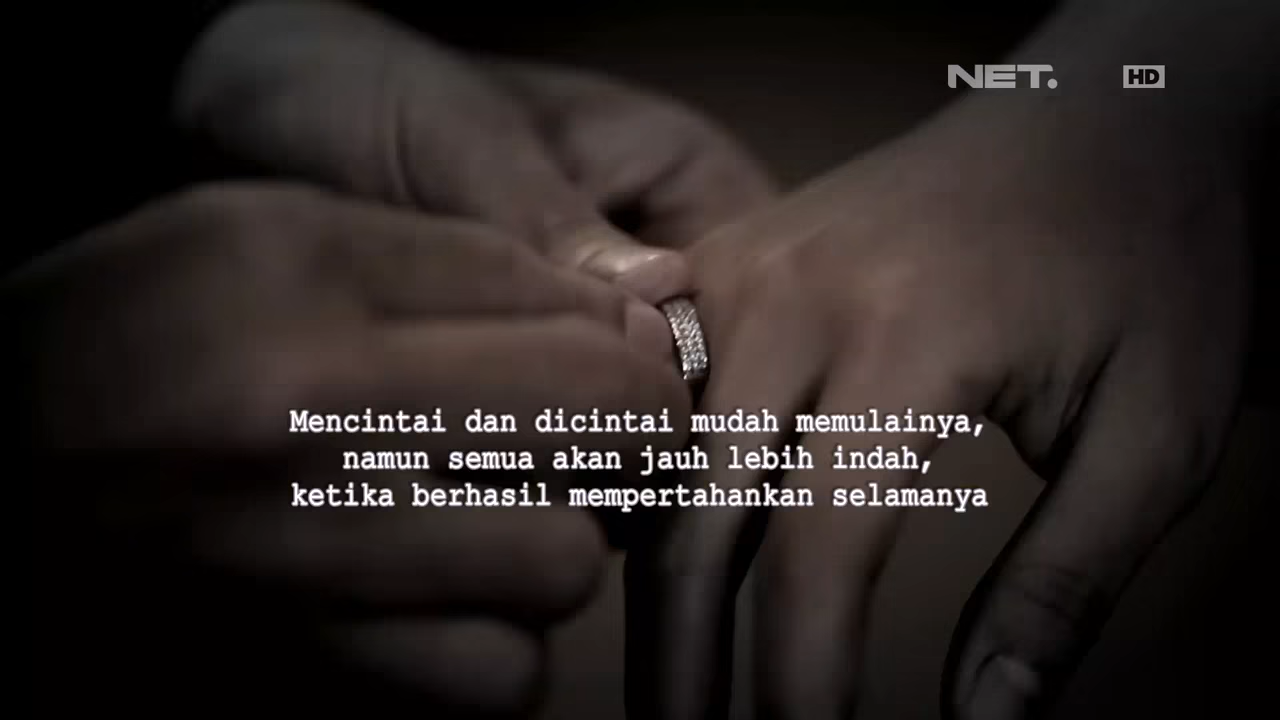 NET. HD
Mencintai dan dicintai mudah memulainya,
namun semua akan jauh lebih indah,
ketika berhasil mempertahankan selamanya